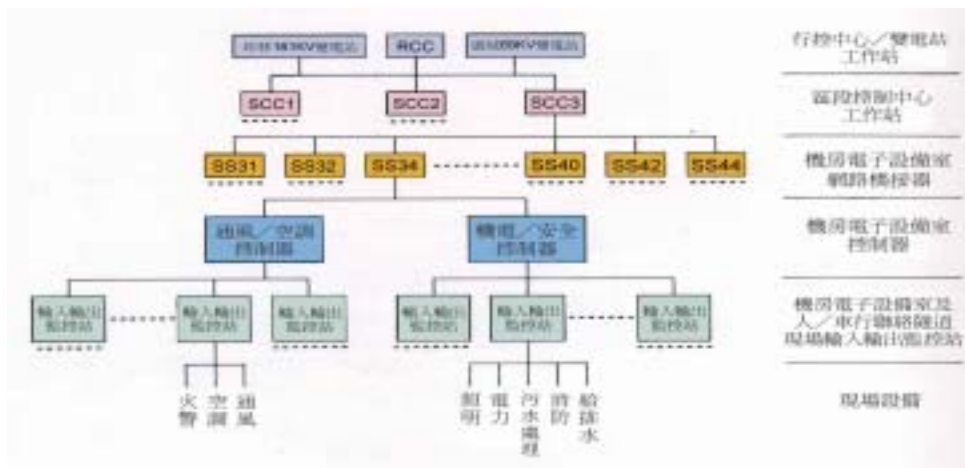 RCC
變電站
變電站
行控中心／變電站
工作站
SCC1
SCC2
SCC3
區段控制中心
工作站
SS31
SS32
SS34
SS40
SS42
SS44
機房電子設備室
網路橋接器
通風／空調
控制器
機電／安全
控制器
機房電子設備室
控制器
輸入輸出
監控站
輸入輸出
監控站
輸入輸出
監控站
輸入輸出
監控站
輸入輸出
監控站
輸入輸出
監控站
機房電子設備室及
人／車行聯絡隧道
現場輸入輸出監控站
火警
空調
通風
照明
電力
污水處理
消防
給排水
現場設備